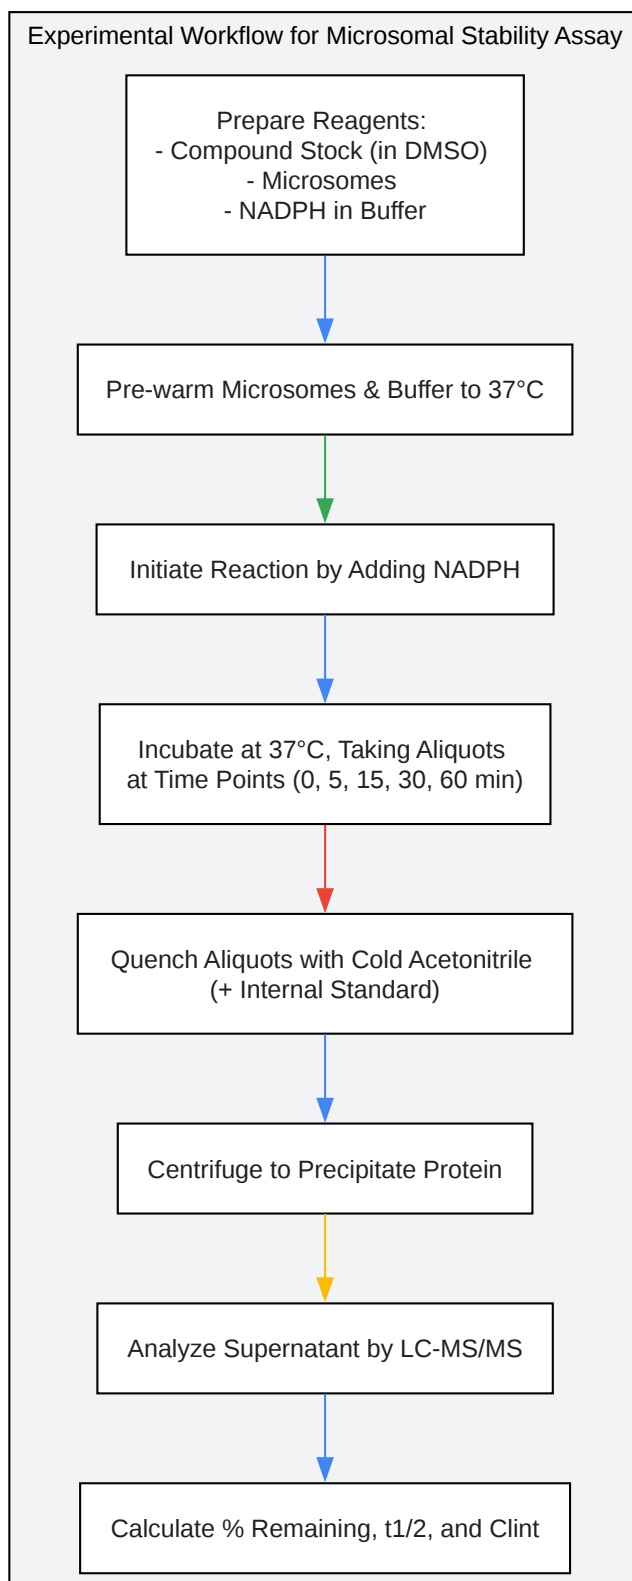 Experimental Workflow for Microsomal Stability Assay
Prepare Reagents:
- Compound Stock (in DMSO)
- Microsomes
- NADPH in Buffer
Pre-warm Microsomes & Buffer to 37°C
Initiate Reaction by Adding NADPH
Incubate at 37°C, Taking Aliquots
at Time Points (0, 5, 15, 30, 60 min)
Quench Aliquots with Cold Acetonitrile
(+ Internal Standard)
Centrifuge to Precipitate Protein
Analyze Supernatant by LC-MS/MS
Calculate % Remaining, t1/2, and Clint